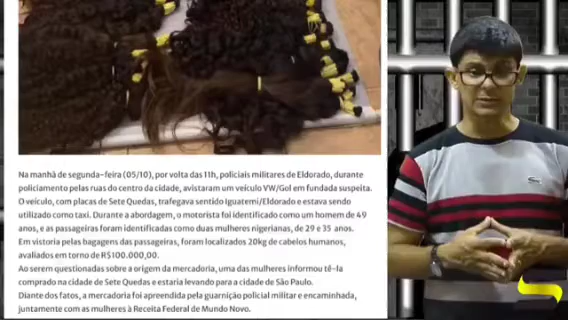 Na manhã de segunda-feira (05/10), por volta das 11h, policiais militares de Eldorado, durante
policiamento pelas ruas do centro da cidade, avistaram um veículo VW/Gol em fundada suspeita.
O veículo, com placas de Sete Quedas, trafegava sentido Iguatemi/Eldorado e estava sendo
utilizado como taxi. Durante a abordagem, o motorista foi identificado como um homem de 49
anos, e as passageiras foram identificadas como duas mulheres nigerianas, de 29 e 35 anos.
Em vistoria pelas bagagens das passageiras, foram localizados 20kg de cabelos humanos,
avaliados em torno de R$100.000,00.
Ao serem questionadas sobre a origem da mercadoria, uma das mulheres informou tê-la
comprado na cidade de Sete Quedas e estaria levando para a cidade de São Paulo.
Diante dos fatos, a mercadoria foi apreendida pela guarnição policial militar e encaminhada,
juntamente com as mulheres à Receita Federal de Mundo Novo.